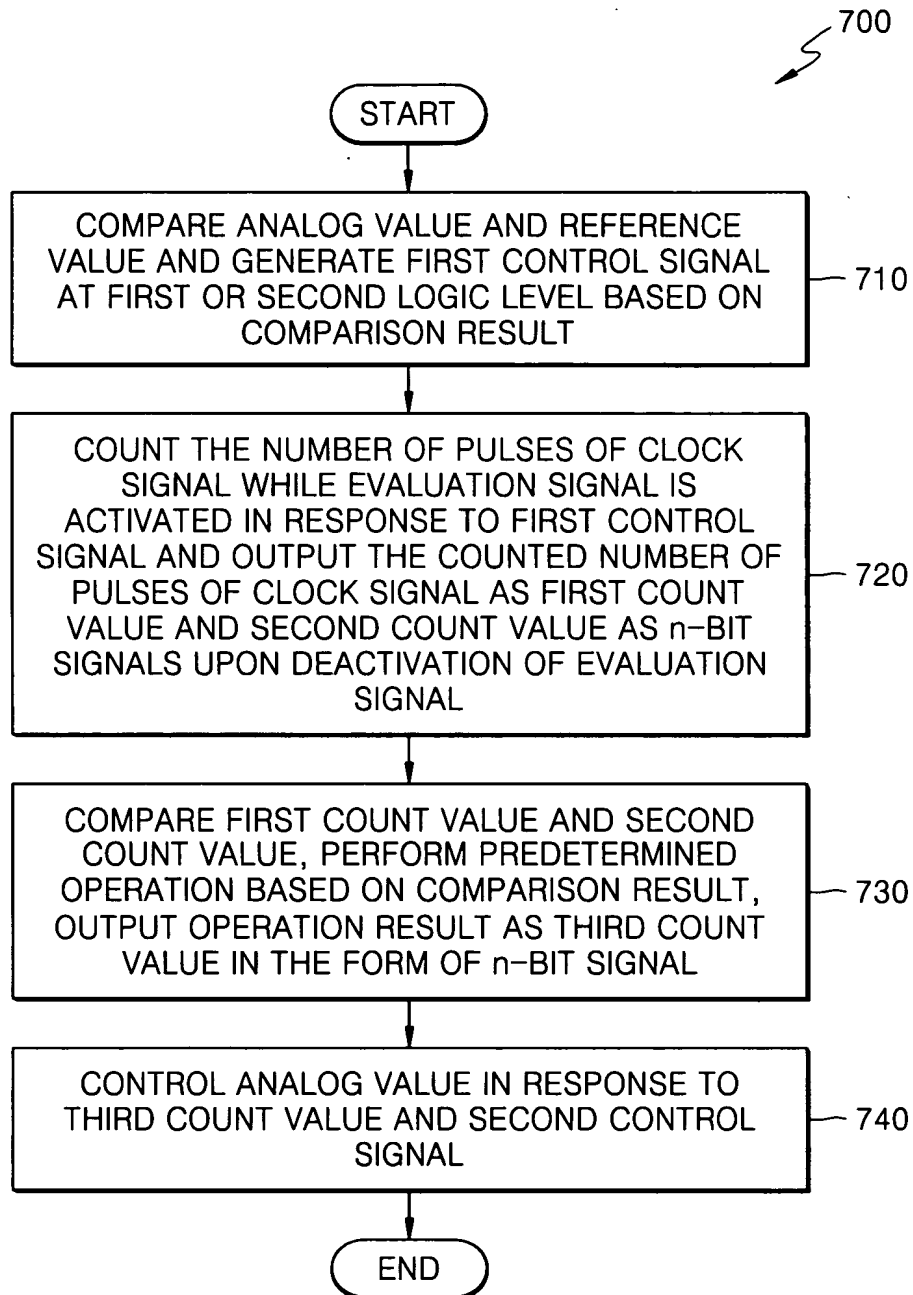 700
START
COMPARE ANALOG VALUE AND REFERENCE
VALUE AND GENERATE FIRST CONTROL SIGNAL
AT FIRST OR SECOND LOGIC LEVEL BASED ON
COMPARISON RESULT
710
COUNT THE NUMBER OF PULSES OF CLOCK
SIGNAL WHILE EVALUATION SIGNAL IS
ACTIVATED IN RESPONSE TO FIRST CONTROL
SIGNAL AND OUTPUT THE COUNTED NUMBER OF
PULSES OF CLOCK SIGNAL AS FIRST COUNT
VALUE AND SECOND COUNT VALUE AS n-BIT
SIGNALS UPON DEACTIVATION OF EVALUATION
SIGNAL
720
COMPARE FIRST COUNT VALUE AND SECOND
COUNT VALUE, PERFORM PREDETERMINED
OPERATION BASED ON COMPARISON RESULT,
OUTPUT OPERATION RESULT AS THIRD COUNT
VALUE IN THE FORM OF n-BIT SIGNAL
730
CONTROL ANALOG VALUE IN RESPONSE TO
THIRD COUNT VALUE AND SECOND CONTROL
SIGNAL
740
END